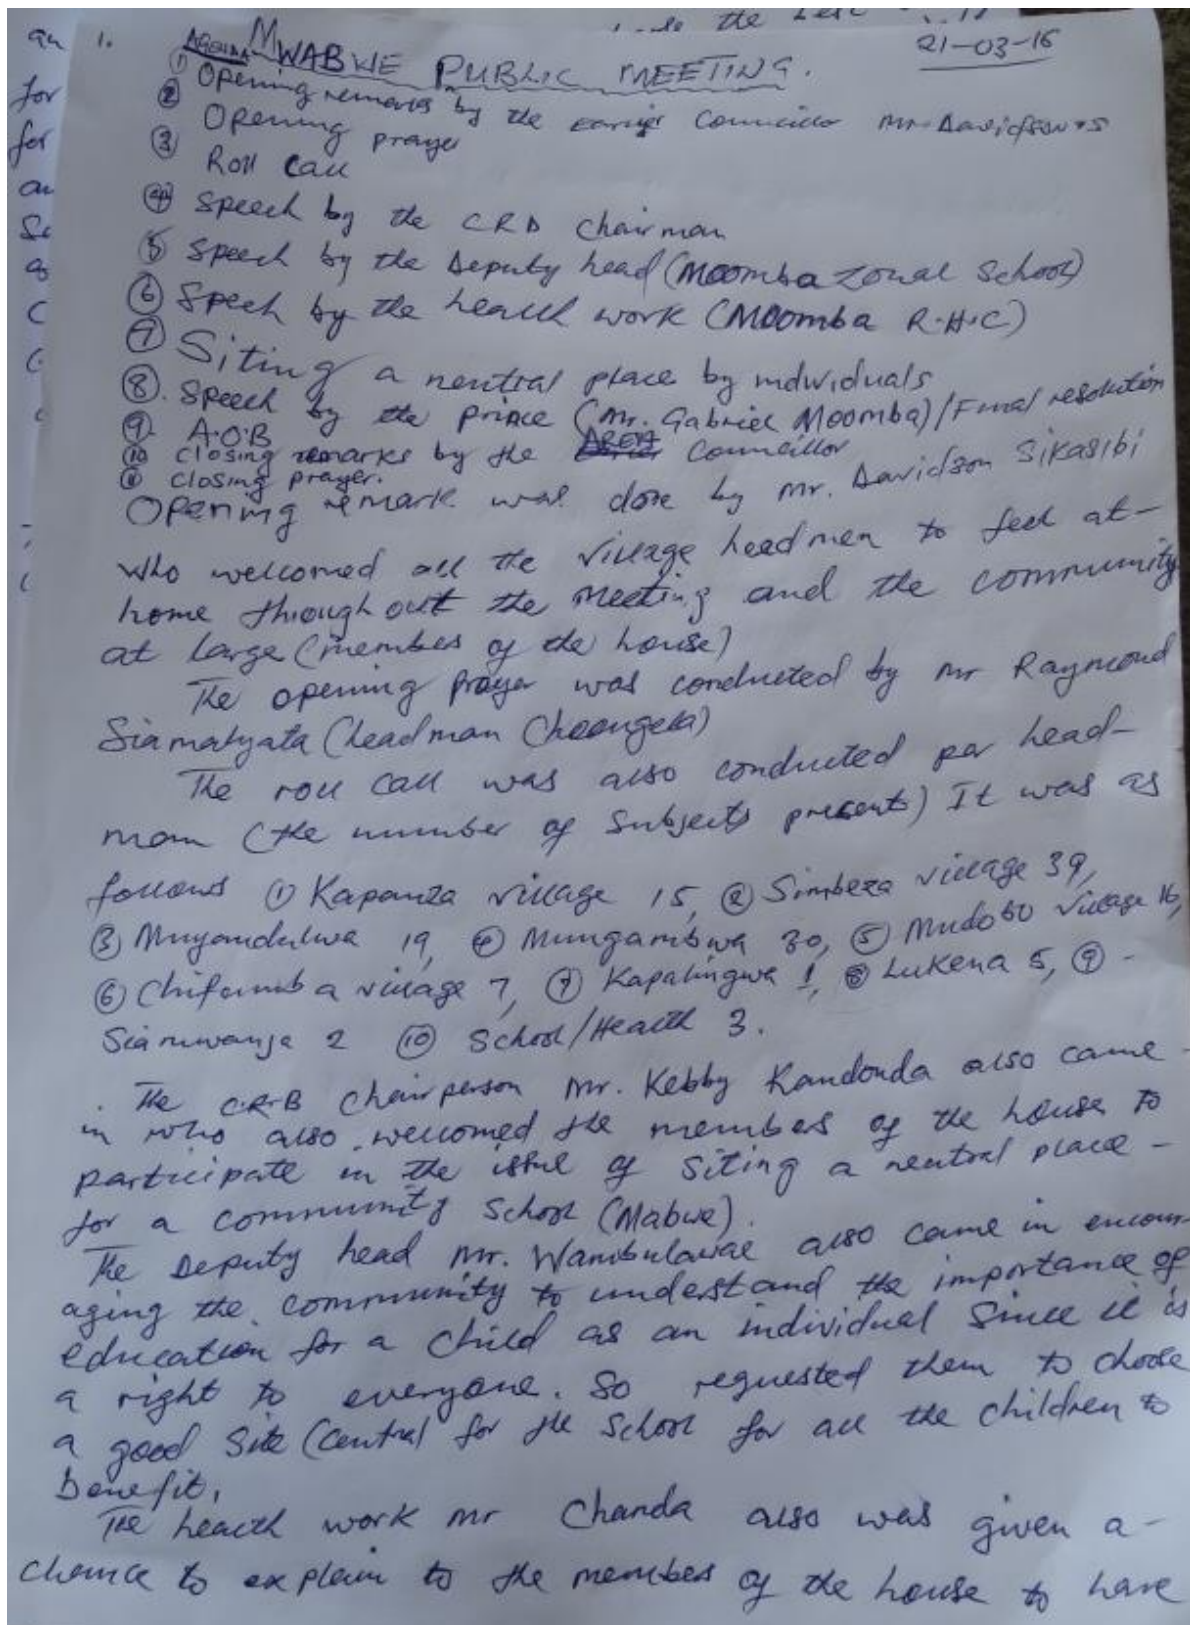 1.
21-03-16
AGENDA MWABWE PUBLIC MEETING.
① Opening remarks by the Councillor Mr. Davidson
② Opening prayer
③ Roll Call
④ Speech by the CRB Chairman
⑤ Speech by the Deputy head (Moomba Zonal School)
⑥ Speech by the health work (Moomba R.H.C)
⑦ Siting a neutral place by individuals
⑧. Speech by the prince (Mr. Gabriel Moomba)/Final resolution
⑨. A.O.B
⑩ closing remarks by the AREA Councillor
⑪ closing prayer.
Opening remark was done by Mr. Davidson Sikasibi
who welcomed all the village headmen to feel at-
home throughout the meeting and the community
at large (members of the house)
The opening prayer was conducted by Mr Raymond
Siamatyata (headman Choongela)
The roll call was also conducted per head-
man (the number of subjects presents) It was as
follows ① Kapanza village 15, ② Simbeza village 39,
③ Muyandulwa 19, ④ Mungambwa 30, ⑤ Mudobo village 16,
⑥ Chifumba village 7, ⑦ Kapalingwa 1, ⑧ Lukena 5, ⑨ -
Siamwanja 2 ⑩ School/Health 3.
The C.R.B Chairperson Mr. Kebby Kandonda also came -
in who also welcomed the members of the house to
participate in the issue of siting a neutral place -
for a community School (Mabwe).
The Deputy head Mr. Wambulawae also came in encour-
aging the community to understand the importance of
education for a child as an individual since it is
a right to everyone. So requested them to choose
a good site (central for the School for all the children to
benefit,
The health work Mr Chanda also was given a -
chance to explain to the members of the house to have